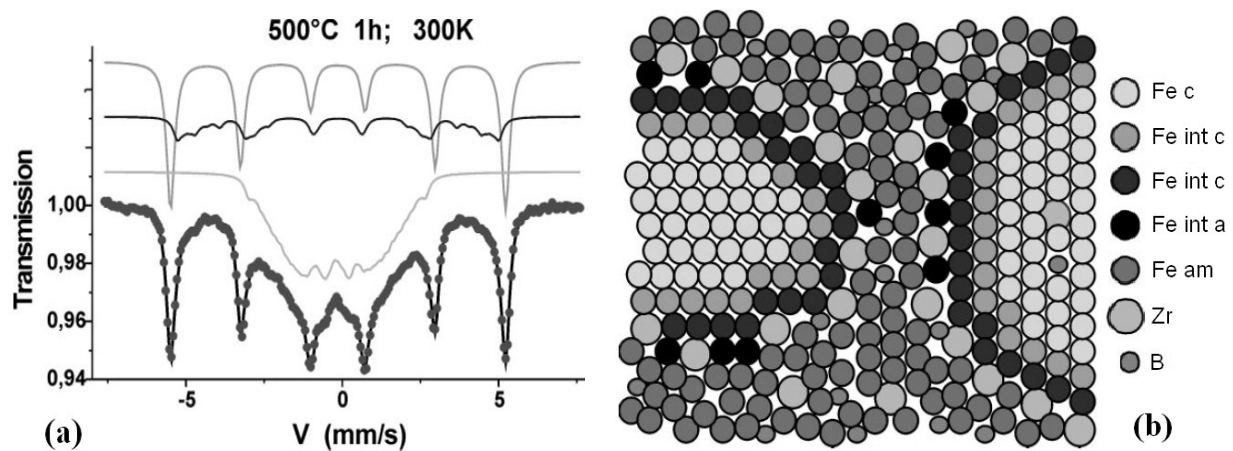 500°C 1h; 300K
Transmission
1,00
0,98
0,96
0,94
-5
0
5
V (mm/s)
(a)
Fe c
Fe int c
Fe int c
Fe int a
Fe am
Zr
B
(b)